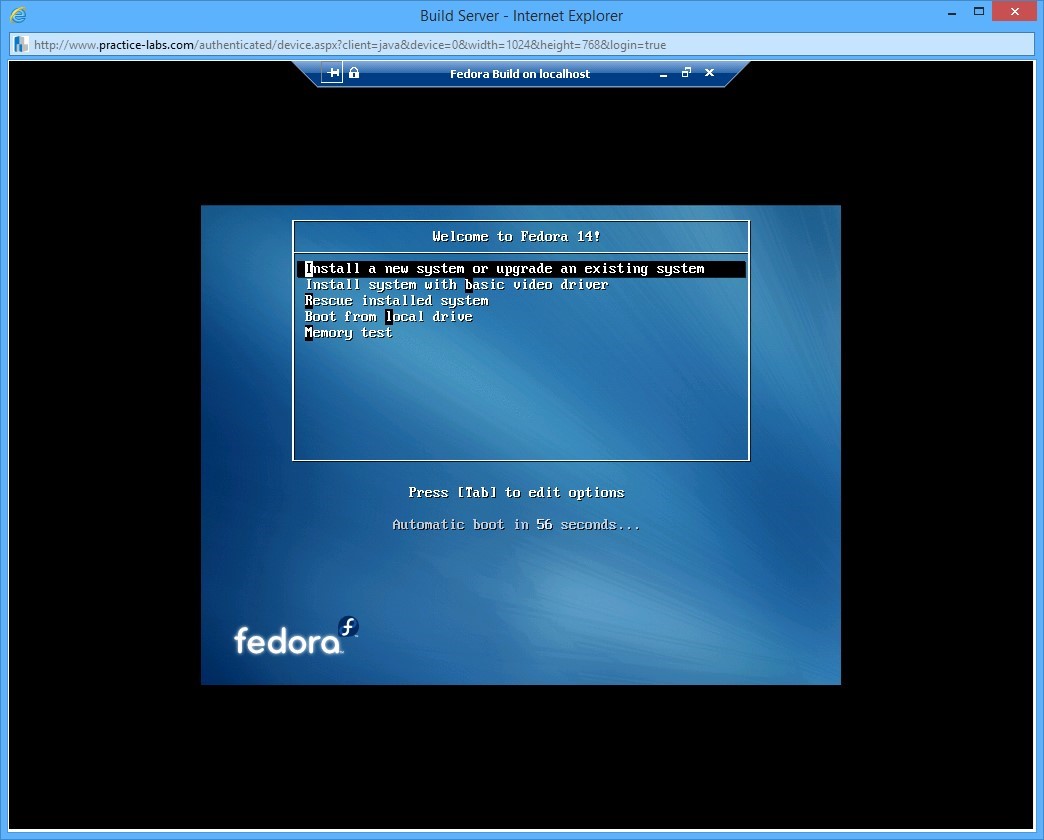 Build Server - Internet Explorer
http://www.practice-labs.com/authenticated/device.aspx?client=java&device=0&width=1024&height=768&login=true
Fedora Build on localhost
Welcome to Fedora 14!
Install a new system or upgrade an existing system
Install system with basic video driver
Rescue installed system
Boot from local drive
Memory test
Press [Tab] to edit options
Automatic boot in 56 seconds...
fedora